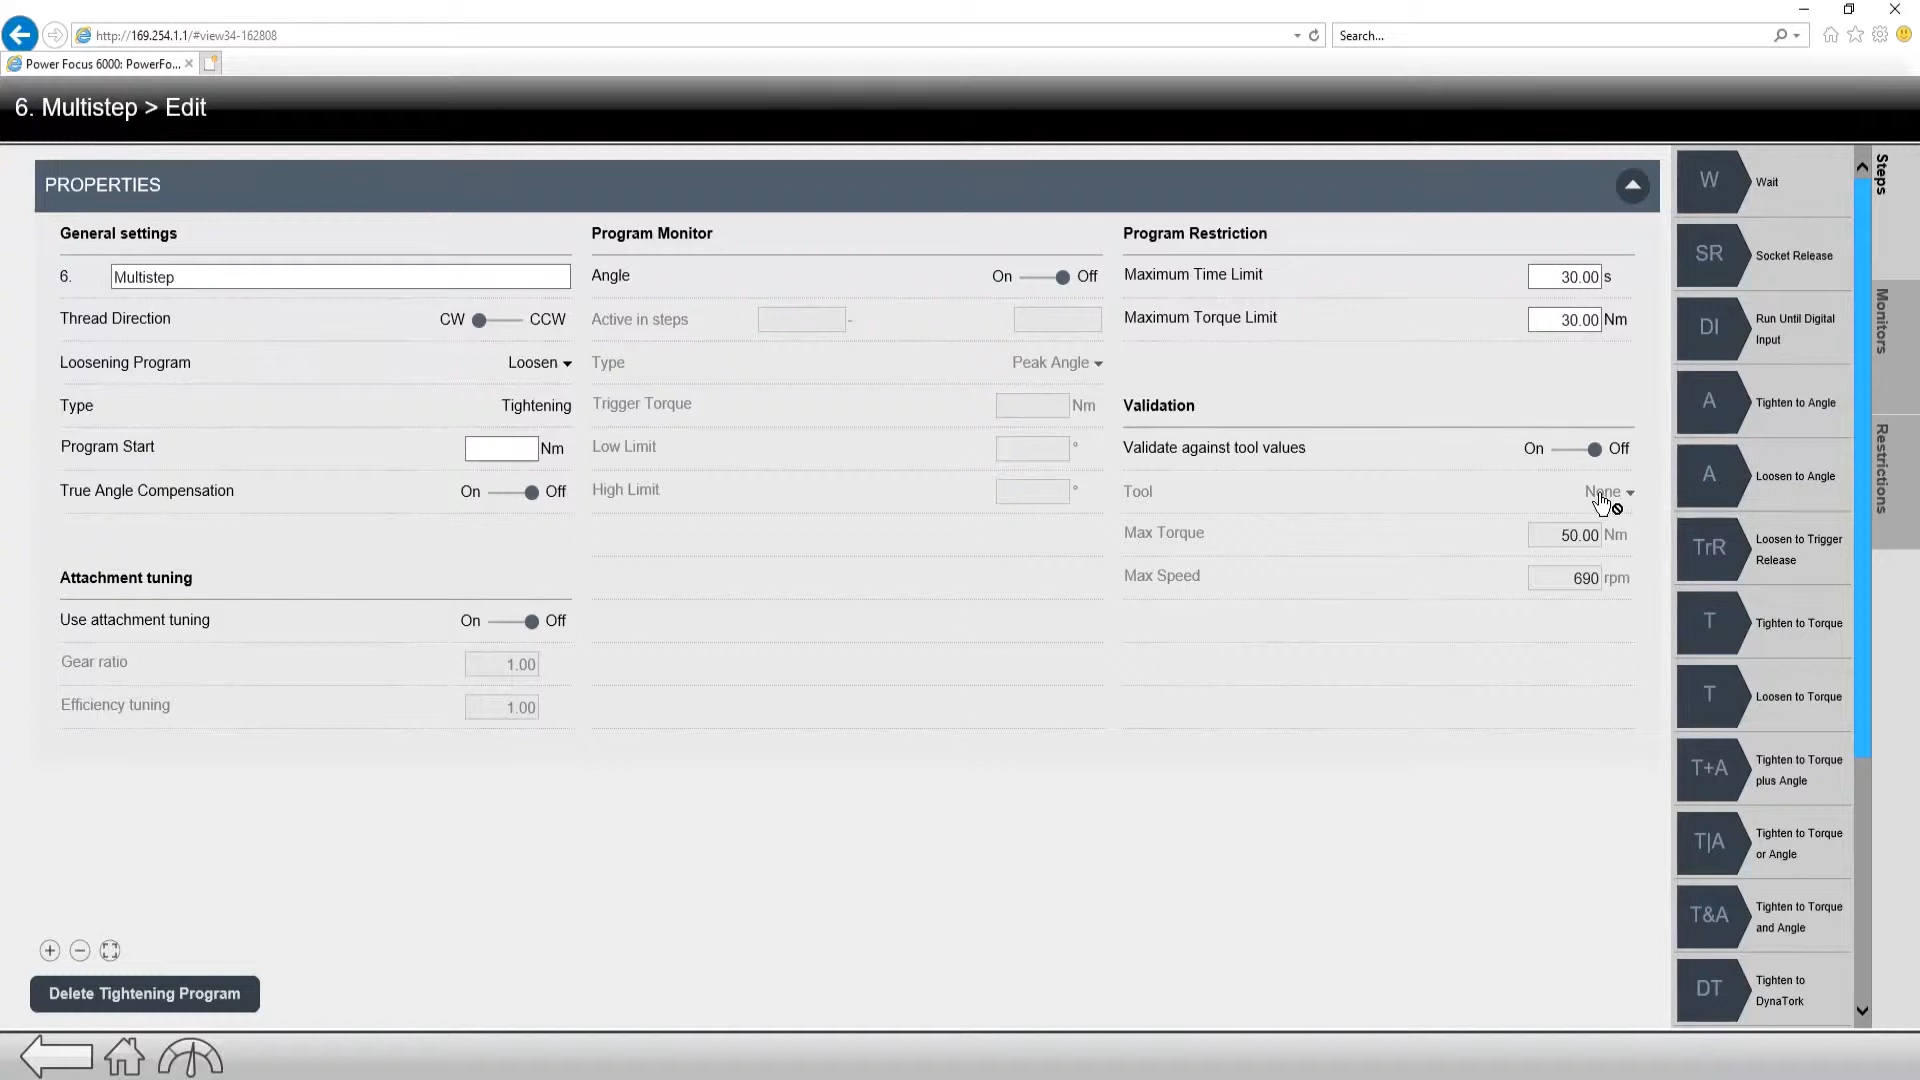 http://169.254.1.1/#view34-162808
Search...
Power Focus 6000: PowerFo...
6. Multistep > Edit
PROPERTIES
General settings
6.
Multistep
Thread Direction
CW
CCW
Loosening Program
Loosen
Type
Tightening
Program Start
Nm
True Angle Compensation
On
Off
Attachment tuning
Use attachment tuning
On
Off
Gear ratio
1.00
Efficiency tuning
1.00
Program Monitor
Angle
On
Off
Active in steps
-
Type
Peak Angle
Trigger Torque
Nm
Low Limit
°
High Limit
°
Program Restriction
Maximum Time Limit
30.00 s
Maximum Torque Limit
30.00 Nm
Validation
Validate against tool values
On
Off
Tool
None
Max Torque
50.00 Nm
Max Speed
690 rpm
W
Wait
SR
Socket Release
DI
Run Until Digital
Input
A
Tighten to Angle
A
Loosen to Angle
TrR
Loosen to Trigger
Release
T
Tighten to Torque
T
Loosen to Torque
T+A
Tighten to Torque
plus Angle
T|A
Tighten to Torque
or Angle
T&A
Tighten to Torque
and Angle
DT
Tighten to
DynaTork
Steps
Monitors
Restrictions
Delete Tightening Program